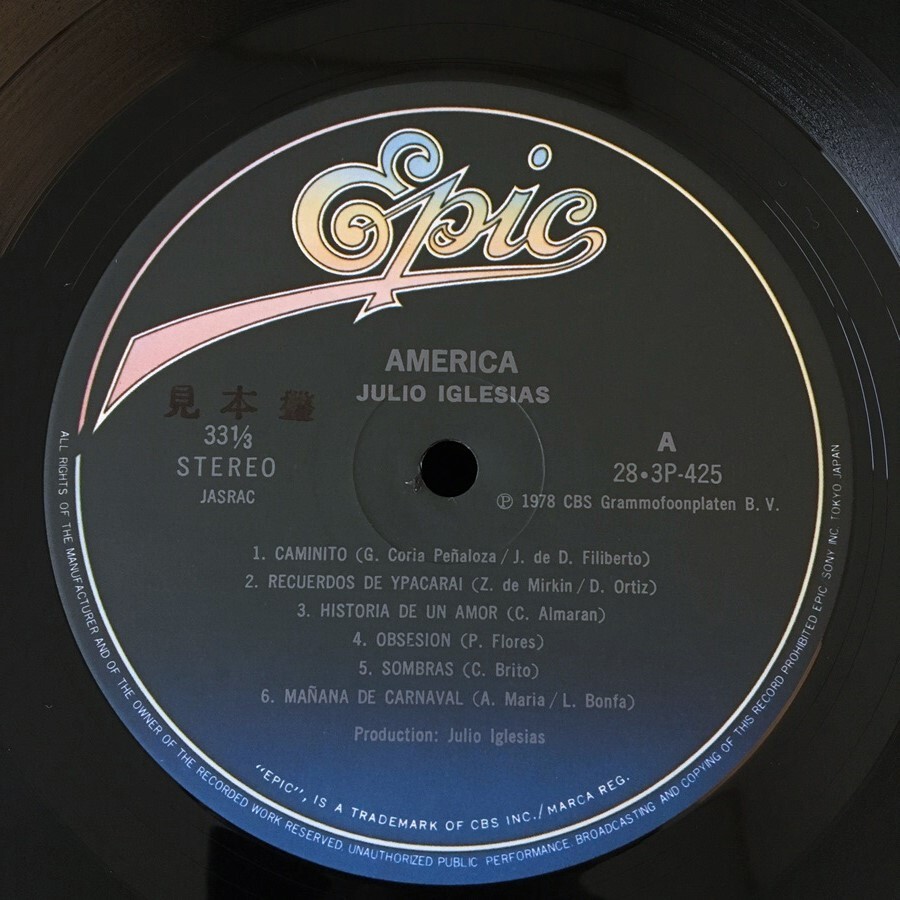 Epic
AMERICA
JULIO IGLESIAS
見本盤
33⅓
STEREO
JASRAC
A
28•3P-425
Ⓟ 1978 CBS Grammofoonplaten B. V.
1. CAMINITO (G. Coria Peñaloza / J. de D. Filiberto)
2. RECUERDOS DE YPACARAI (Z. de Mirkin / D. Ortiz)
3. HISTORIA DE UN AMOR (C. Almaran)
4. OBSESION (P. Flores)
5. SOMBRAS (C. Brito)
6. MAÑANA DE CARNAVAL (A. Maria / L. Bonfa)
Production: Julio Iglesias
"EPIC", IS A TRADEMARK OF CBS INC./MARCA REG.
ALL RIGHTS OF THE MANUFACTURER AND OF THE OWNER OF THE RECORDED WORK RESERVED. UNAUTHORIZED PUBLIC PERFORMANCE. BROADCASTING AND COPYING OF THIS RECORD PROHIBITED EPIC SONY INC. TOKYO JAPAN